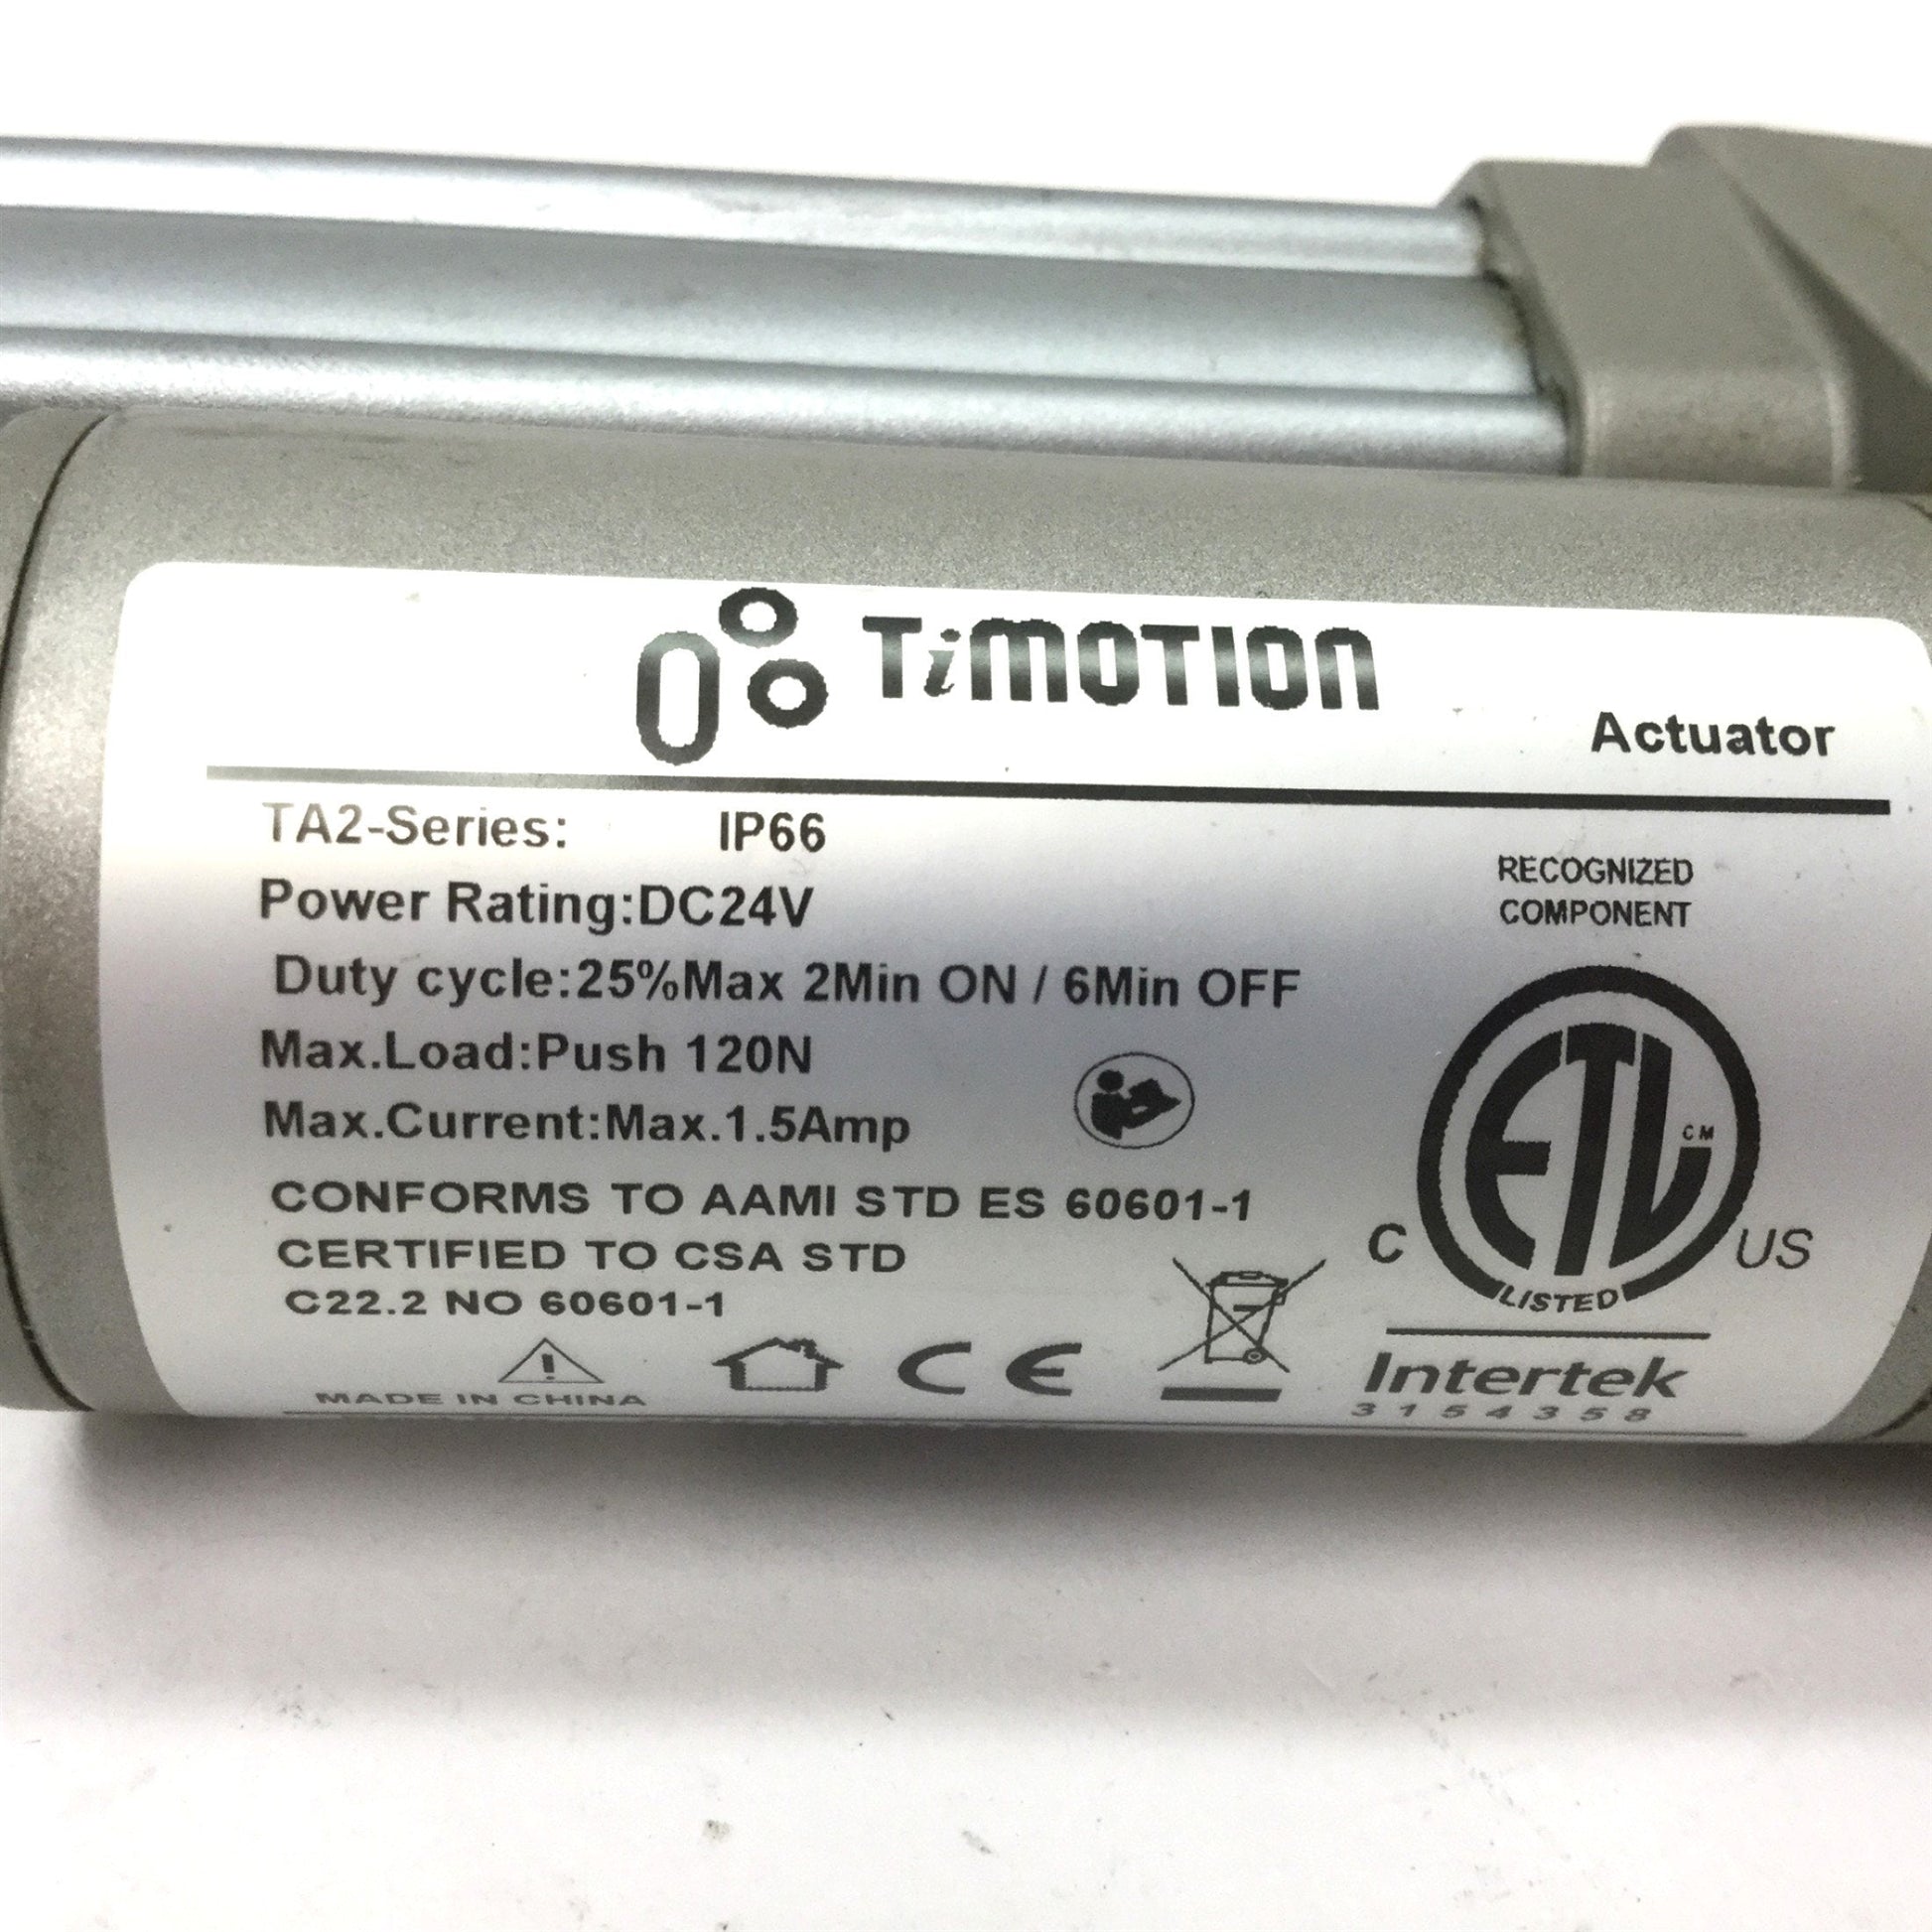 TiMOTION
Actuator
TA2-Series: IP66
Power Rating:DC24V
Duty cycle:25%Max 2Min ON / 6Min OFF
Max.Load:Push 120N
Max.Current:Max.1.5Amp
CONFORMS TO AAMI STD ES 60601-1
CERTIFIED TO CSA STD
C22.2 NO 60601-1
MADE IN CHINA
CE
RECOGNIZED
COMPONENT
ETL CM
C US
LISTED
Intertek
3154358